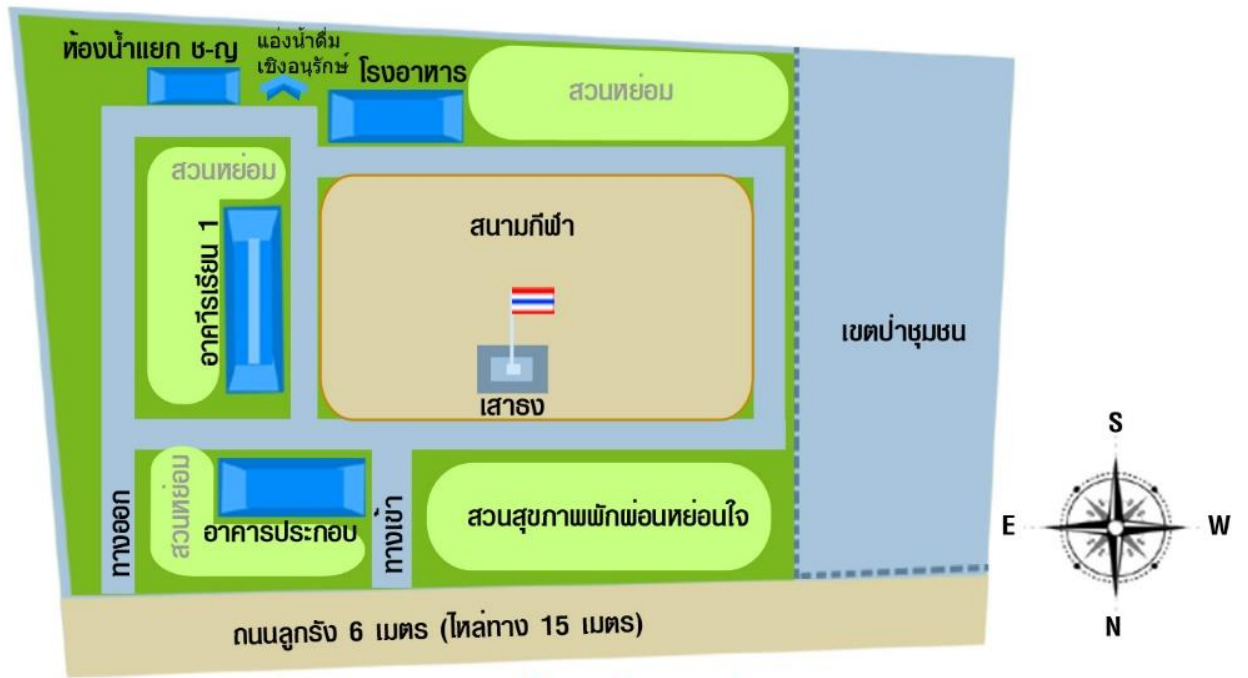 ห้องน้ำแยก ช-ญ
แอ่งน้ำดื่ม
เชิงอนุรักษ์
โรงอาหาร
สวนหย่อม
สวนหย่อม
อาคารเรียน 1
สนามกีฬา
เสาธง
เขตป่าชุมชน
S
E
W
N
ทางออก
สวนหย่อม
อาคารประกอบ
ทางเข้า
สวนสุขภาพพักผ่อนหย่อนใจ
ถนนลูกรัง 6 เมตร (ไหล่ทาง 15 เมตร)